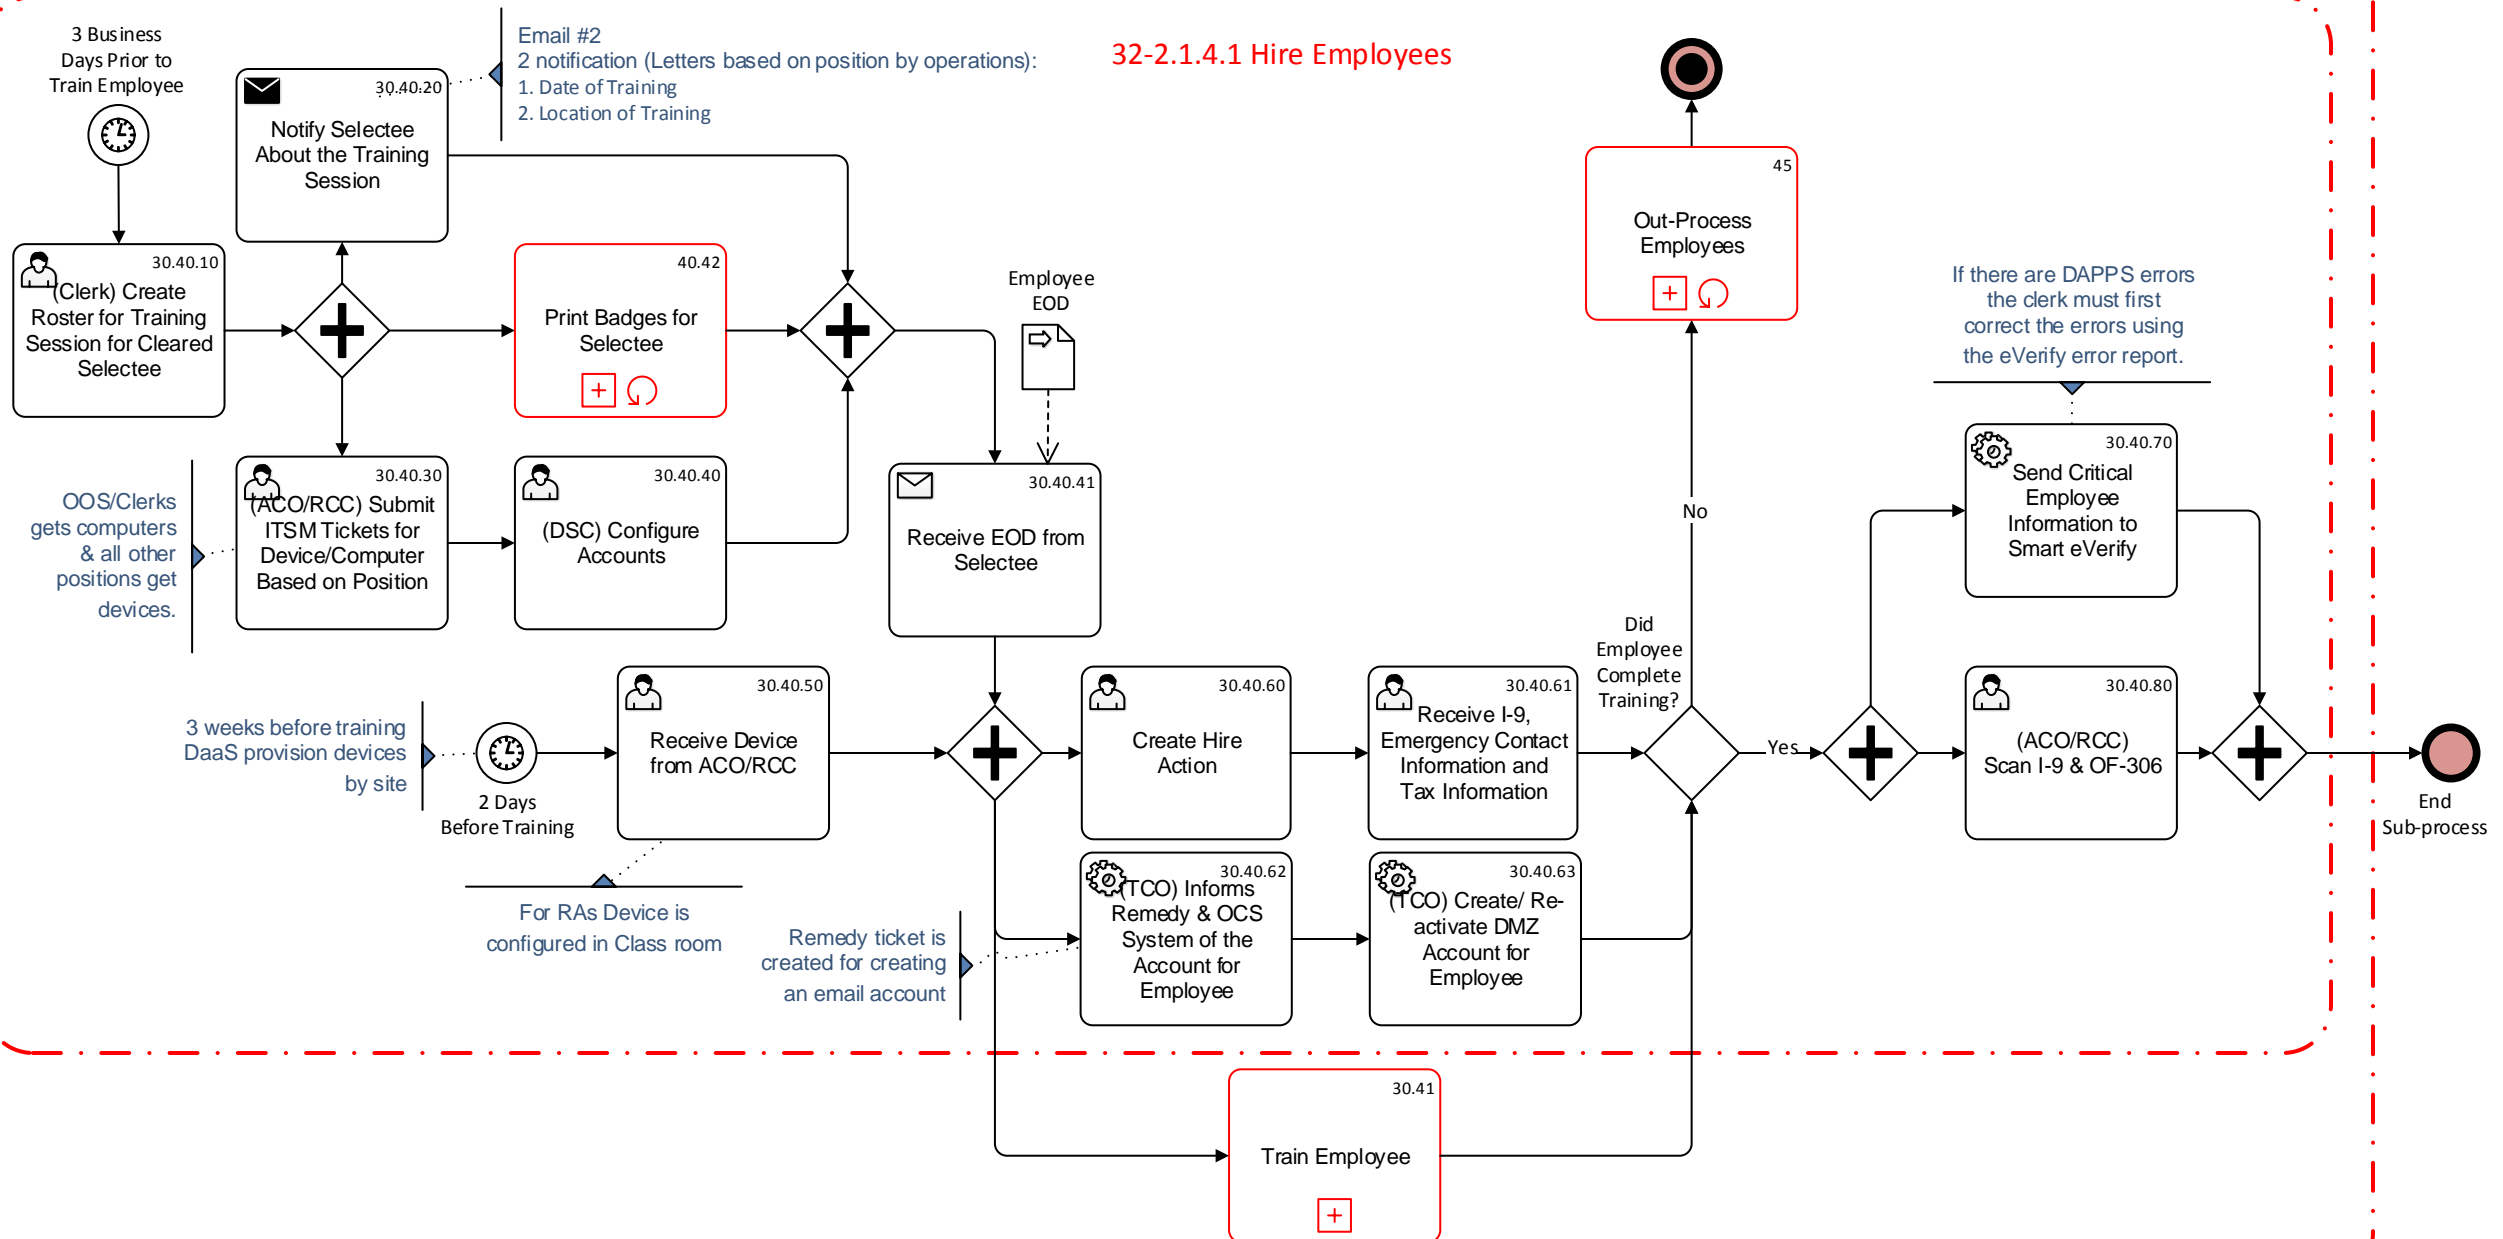 3 Business
Days Prior to
Train Employee
Email #2
2 notification (Letters based on position by operations):
1. Date of Training
2. Location of Training
32-2.1.4.1 Hire Employees
30.40.20
Notify Selectee
About the Training
Session
45
Out-Process
Employees
30.40.10
(Clerk) Create
Roster for Training
Session for Cleared
Selectee
40.42
Print Badges for
Selectee
Employee
EOD
If there are DAPPS errors
the clerk must first
correct the errors using
the eVerify error report.
OOS/Clerks
gets computers
& all other
positions get
devices.
30.40.30
(ACO/RCC) Submit
ITSM Tickets for
Device/Computer
Based on Position
30.40.40
(DSC) Configure
Accounts
30.40.41
Receive EOD from
Selectee
No
30.40.70
Send Critical
Employee
Information to
Smart eVerify
3 weeks before training
DaaS provision devices
by site
2 Days
Before Training
30.40.50
Receive Device
from ACO/RCC
30.40.60
Create Hire
Action
30.40.61
Receive I-9,
Emergency Contact
Information and
Tax Information
Did
Employee
Complete
Training?
Yes
30.40.80
(ACO/RCC)
Scan I-9 & OF-306
End
Sub-process
For RAs Device is
configured in Class room
Remedy ticket is
created for creating
an email account
30.40.62
(TCO) Informs
Remedy & OCS
System of the
Account for
Employee
30.40.63
(TCO) Create/ Re-
activate DMZ
Account for
Employee
30.41
Train Employee